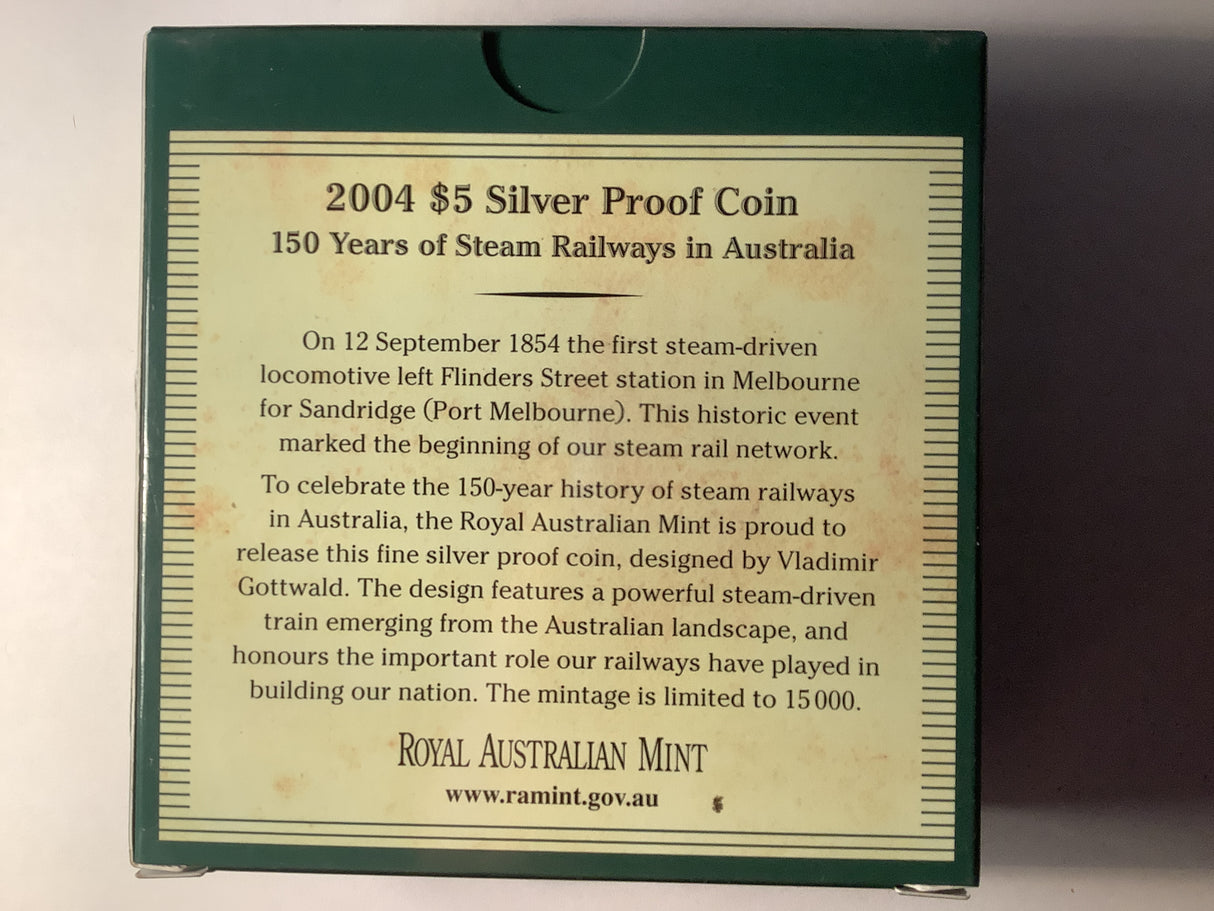 2004 $5 Silver Proof Coin
150 Years of Steam Railways in Australia
On 12 September 1854 the first steam-driven
locomotive left Flinders Street station in Melbourne
for Sandridge (Port Melbourne). This historic event
marked the beginning of our steam rail network.
To celebrate the 150-year history of steam railways
in Australia, the Royal Australian Mint is proud to
release this fine silver proof coin, designed by Vladimir
Gottwald. The design features a powerful steam-driven
train emerging from the Australian landscape, and
honours the important role our railways have played in
building our nation. The mintage is limited to 15 000.
ROYAL AUSTRALIAN MINT
www.ramint.gov.au